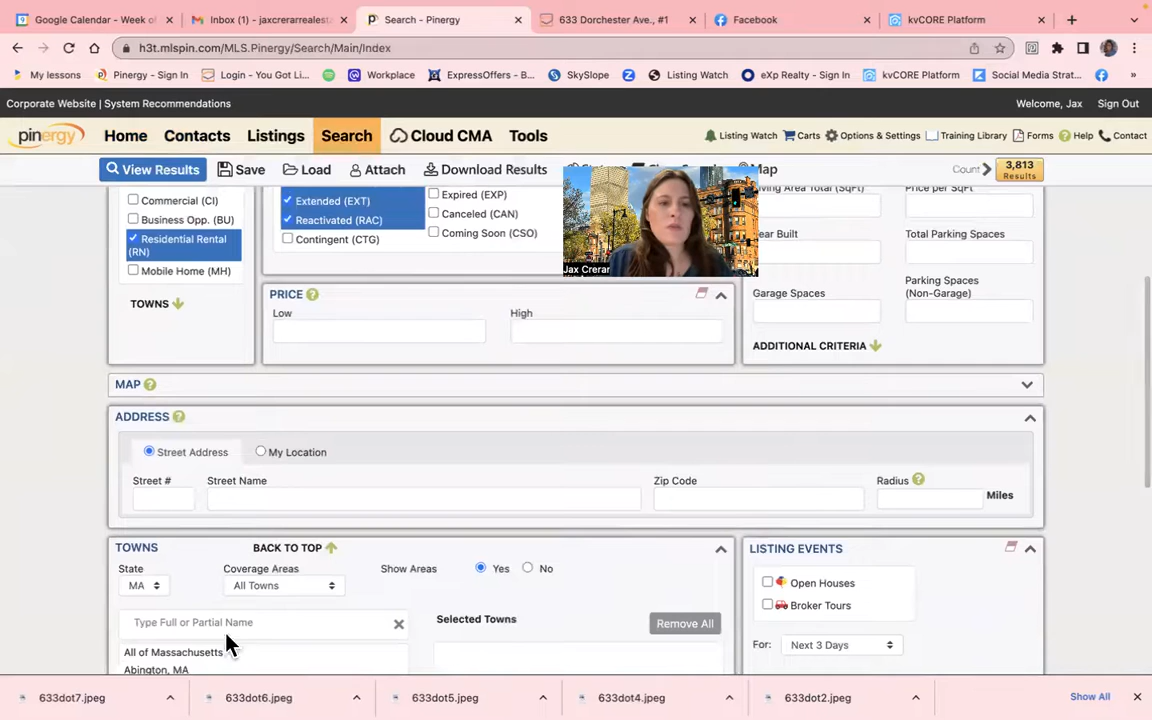 Google Calendar - Week of
Inbox (1) - jaxcrerarrealest
Search - Pinergy
633 Dorchester Ave., #1
Facebook
kvCORE Platform
h3t.mlspin.com/MLS.Pinergy/Search/Main/Index
My lessons
Pinergy - Sign In
Login - You Got Li...
Workplace
ExpressOffers - B...
SkySlope
Listing Watch
eXp Realty - Sign In
kvCORE Platform
Social Media Strat...
Corporate Website | System Recommendations
Welcome, Jax
Sign Out
pinergy
Home
Contacts
Listings
Search
Cloud CMA
Tools
Listing Watch
Carts
Options & Settings
Training Library
Forms
Help
Contact
View Results
Save
Load
Attach
Download Results
Map
Count
3,813
Results
Commercial (CI)
Business Opp. (BU)
Residential Rental
(RN)
Mobile Home (MH)
TOWNS
Extended (EXT)
Reactivated (RAC)
Contingent (CTG)
Expired (EXP)
Canceled (CAN)
Coming Soon (CSO)
Jax Crerar
Living Area Total (SqFt)
Price per SqFt
Year Built
Total Parking Spaces
Garage Spaces
Parking Spaces
(Non-Garage)
ADDITIONAL CRITERIA
PRICE
Low
High
MAP
ADDRESS
Street Address
My Location
Street #
Street Name
Zip Code
Radius
Miles
TOWNS
BACK TO TOP
State
Coverage Areas
Show Areas
Yes
No
MA
All Towns
Type Full or Partial Name
Selected Towns
Remove All
All of Massachusetts
Abington, MA
LISTING EVENTS
Open Houses
Broker Tours
For:
Next 3 Days
633dot7.jpeg
633dot6.jpeg
633dot5.jpeg
633dot4.jpeg
633dot2.jpeg
Show All